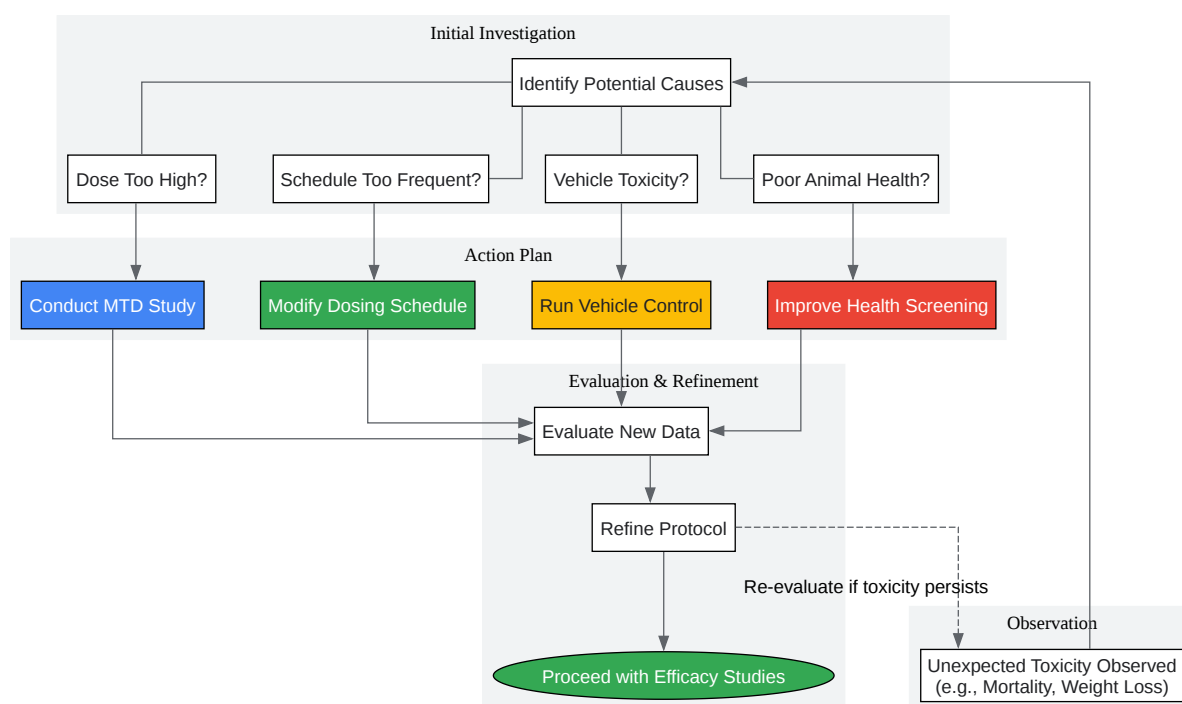 Initial Investigation
Identify Potential Causes
Dose Too High?
Schedule Too Frequent?
Vehicle Toxicity?
Poor Animal Health?
Action Plan
Conduct MTD Study
Modify Dosing Schedule
Run Vehicle Control
Improve Health Screening
Evaluation & Refinement
Evaluate New Data
Refine Protocol
Re-evaluate if toxicity persists
Observation
Unexpected Toxicity Observed
(e.g., Mortality, Weight Loss)
Proceed with Efficacy Studies